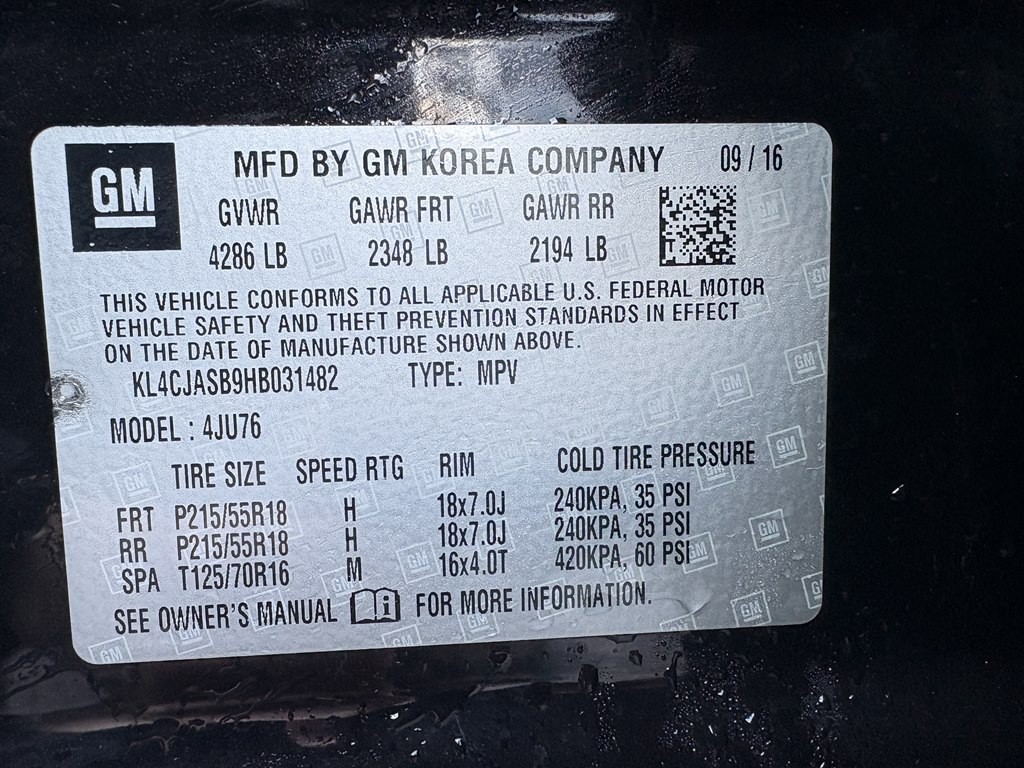 GM MFD BY GM KOREA COMPANY 09 / 16
GVWR GAWR FRT GAWR RR
4286 LB 2348 LB 2194 LB
THIS VEHICLE CONFORMS TO ALL APPLICABLE U.S. FEDERAL MOTOR
VEHICLE SAFETY AND THEFT PREVENTION STANDARDS IN EFFECT
ON THE DATE OF MANUFACTURE SHOWN ABOVE.
KL4CJASB9HB031482 TYPE: MPV
MODEL : 4JU76
TIRE SIZE SPEED RTG RIM COLD TIRE PRESSURE
FRT P215/55R18 H 18x7.0J 240KPA, 35 PSI
RR P215/55R18 H 18x7.0J 240KPA, 35 PSI
SPA T125/70R16 M 16x4.0T 420KPA, 60 PSI
SEE OWNER'S MANUAL FOR MORE INFORMATION.